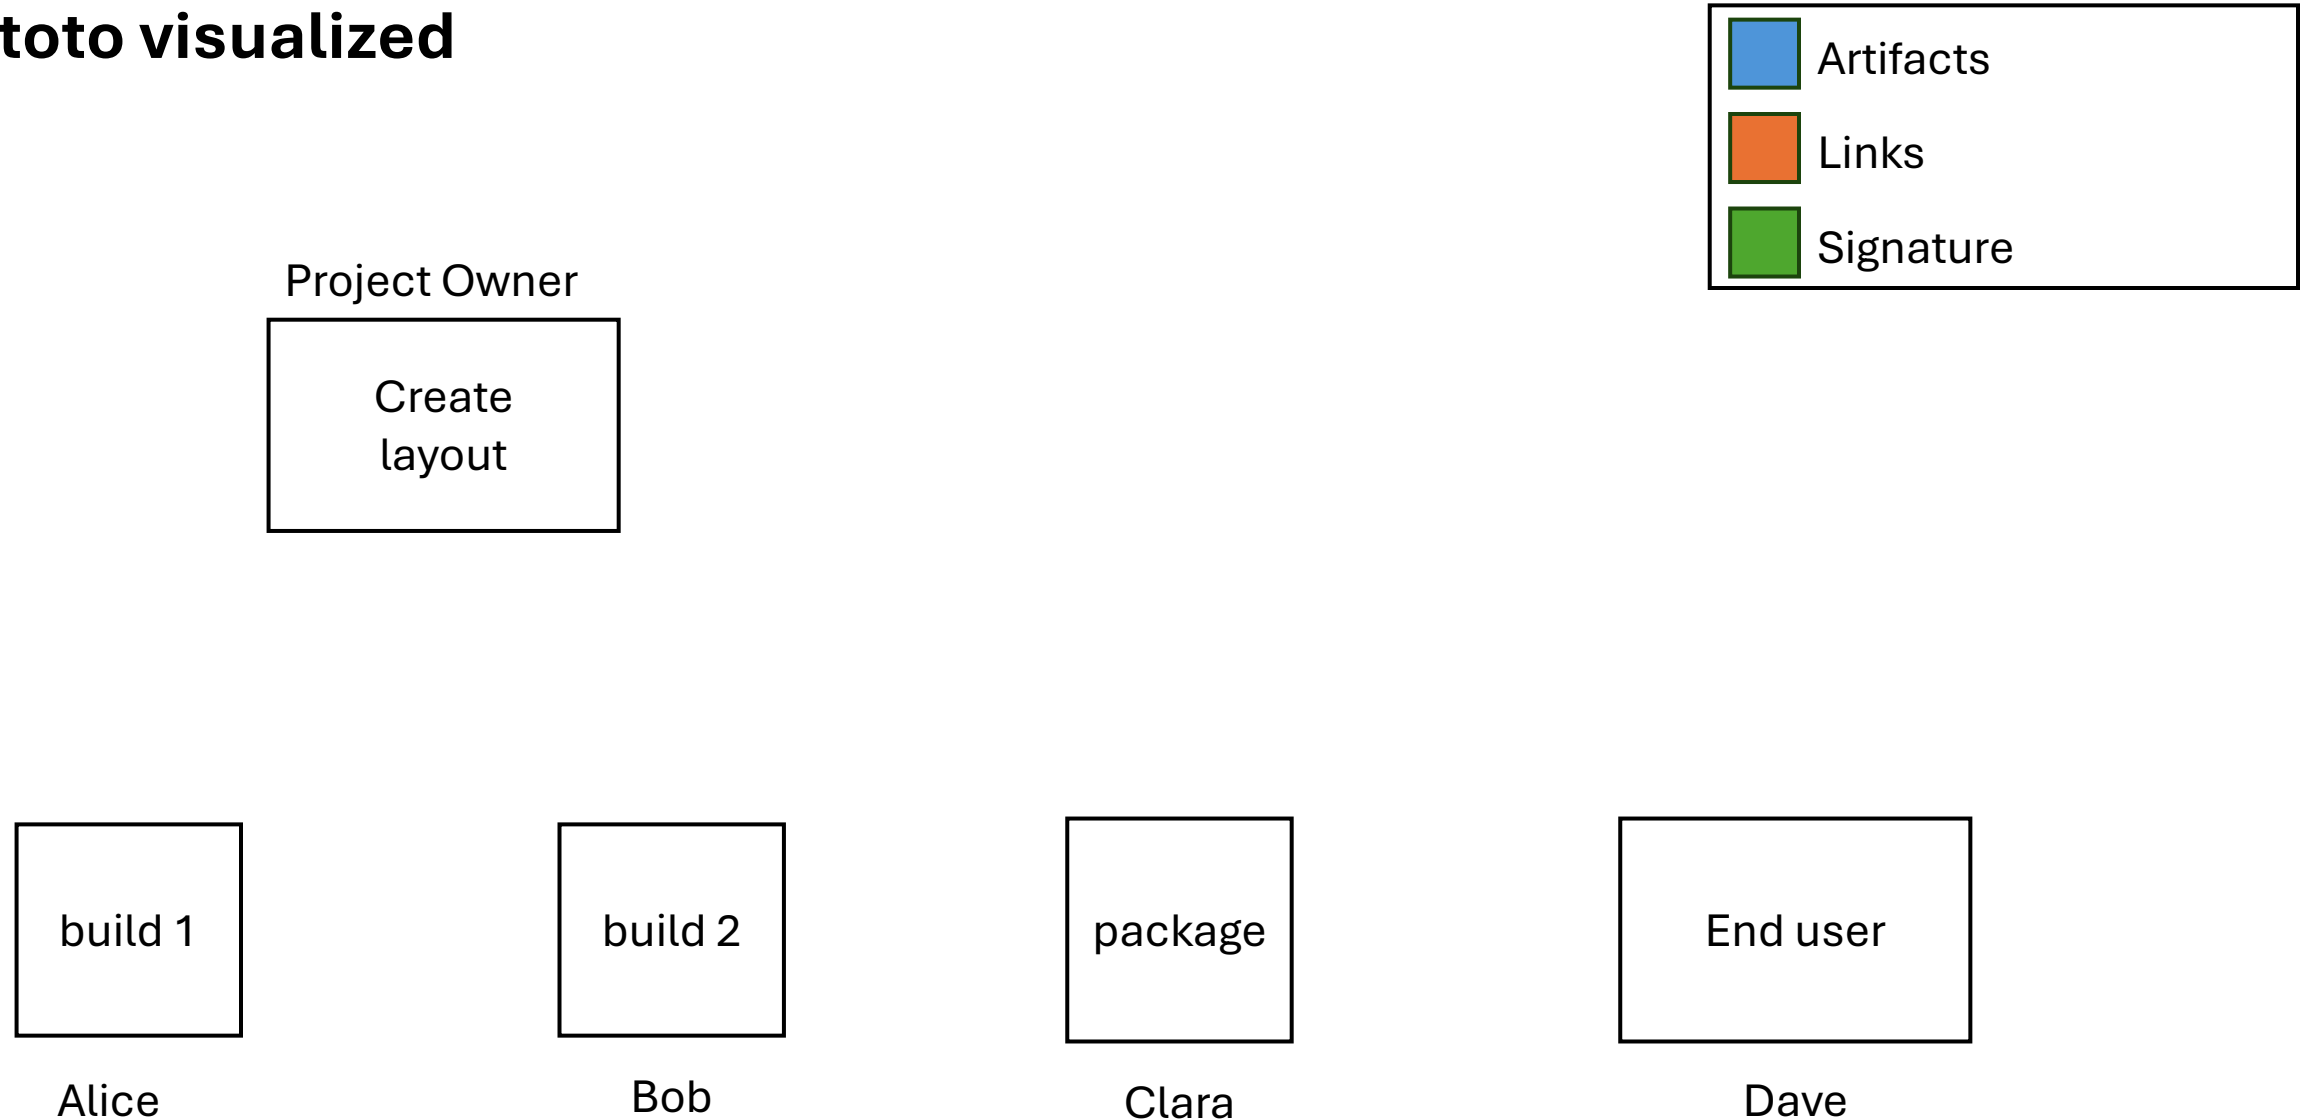 toto visualized
Artifacts
Links
Signature
Project Owner
Create
layout
build 1
build 2
package
End user
Alice
Bob
Clara
Dave